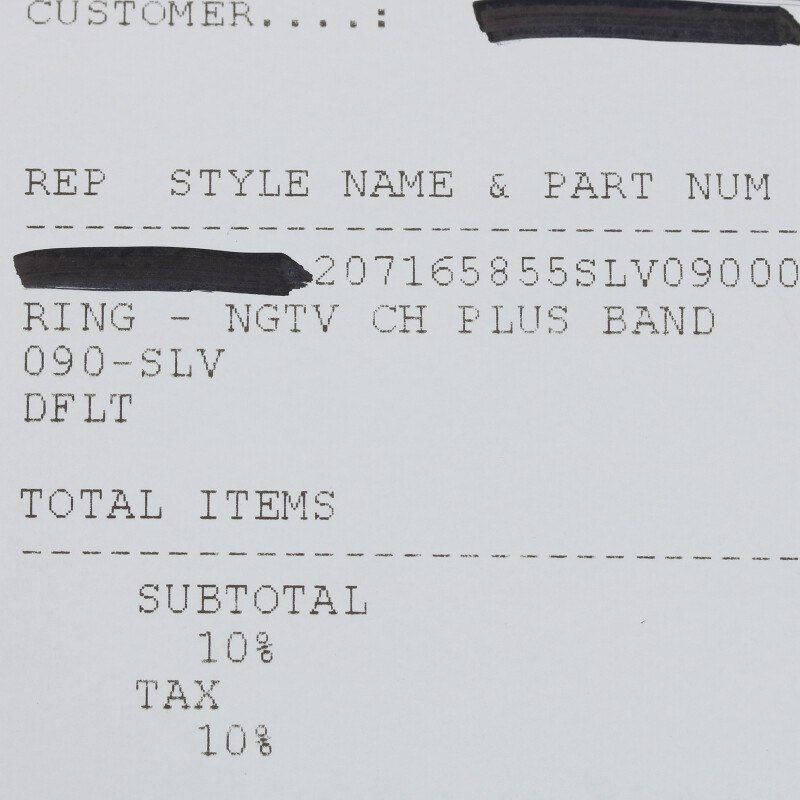 CUSTOMER....:
REP STYLE NAME & PART NUM
207165855SLV09000
RING - NGTV CH PLUS BAND
090-SLV
DFLT
TOTAL ITEMS
SUBTOTAL
10%
TAX
10%